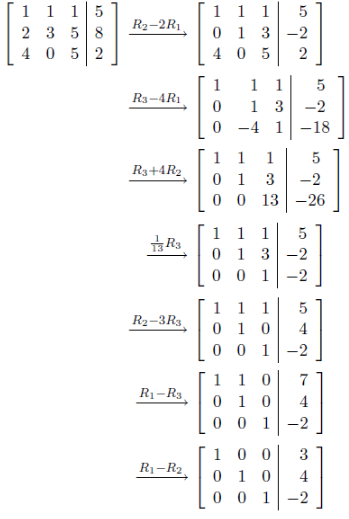 1 1 1 5 R₂−2R₁ 1 1 1 5
2 3 5 8 0 1 3 −2
4 0 5 2 4 0 5 2
R₃−4R₁ 1 1 1 5
0 1 3 −2
0 −4 1 −18
R₃+4R₂ 1 1 1 5
0 1 3 −2
0 0 13 −26
1/13 R₃ 1 1 1 5
0 1 3 −2
0 0 1 −2
R₂−3R₃ 1 1 1 5
0 1 0 4
0 0 1 −2
R₁−R₃ 1 1 0 7
0 1 0 4
0 0 1 −2
R₁−R₂ 1 0 0 3
0 1 0 4
0 0 1 −2